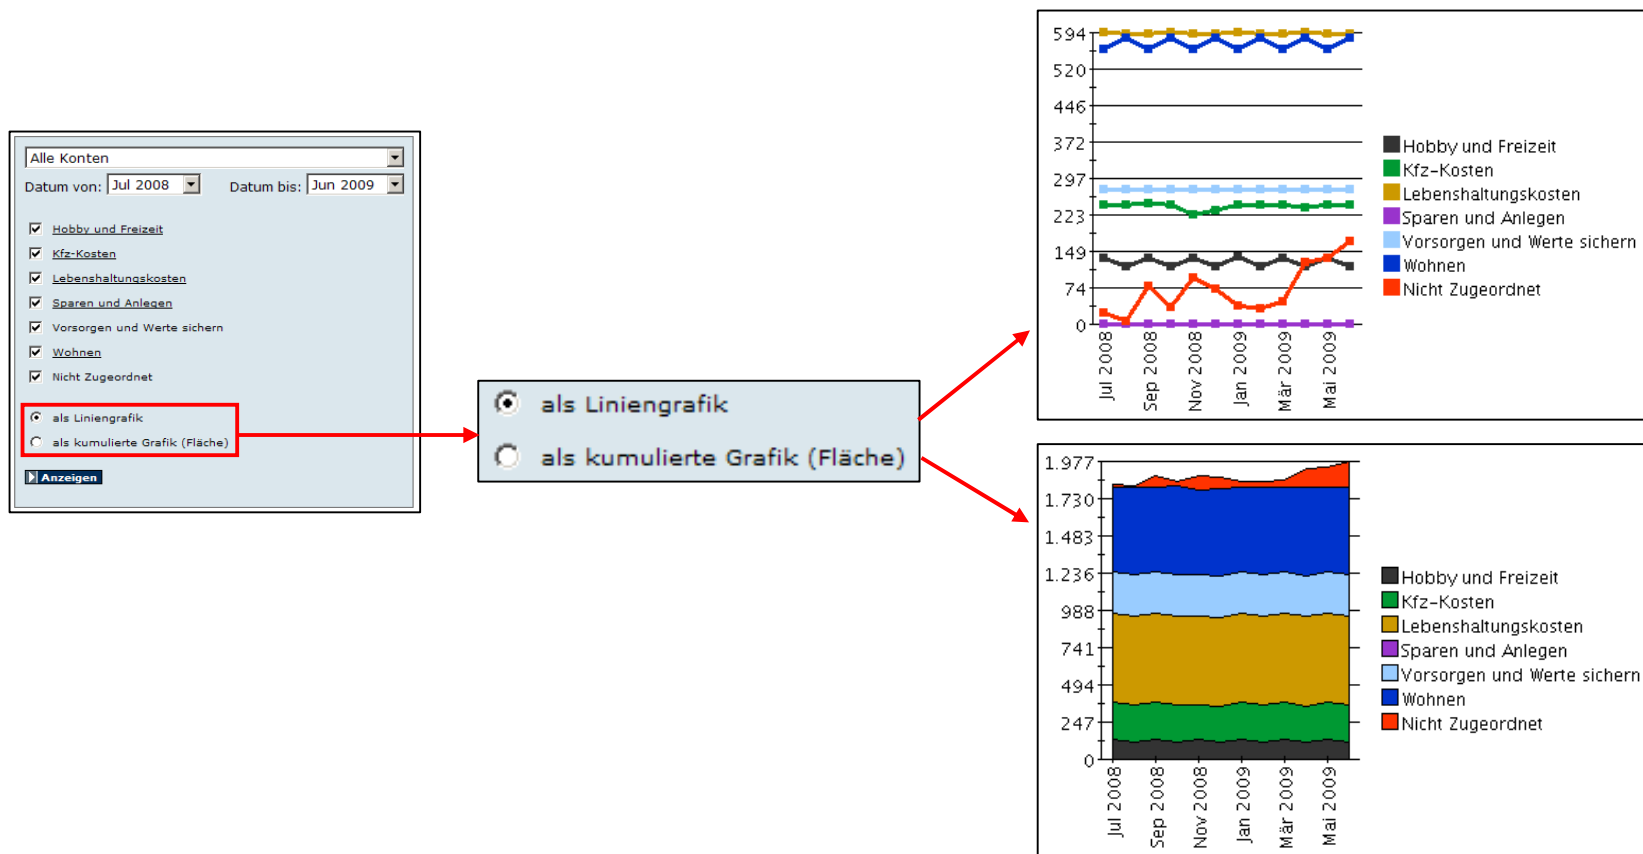 Alle Konten
Datum von: Jul 2008 Datum bis: Jun 2009
Hobby und Freizeit
Kfz-Kosten
Lebenshaltungskosten
Sparen und Anlegen
Vorsorgen und Werte sichern
Wohnen
Nicht Zugeordnet
als Liniengrafik
als kumulierte Grafik (Fläche)
Anzeigen
als Liniengrafik
als kumulierte Grafik (Fläche)
594
520
446
372
297
223
149
74
0
Jul 2008
Sep 2008
Nov 2008
Jan 2009
Mär 2009
Mai 2009
Hobby und Freizeit
Kfz-Kosten
Lebenshaltungskosten
Sparen und Anlegen
Vorsorgen und Werte sichern
Wohnen
Nicht Zugeordnet
1.977
1.730
1.483
1.236
988
741
494
247
0
Jul 2008
Sep 2008
Nov 2008
Jan 2009
Mär 2009
Mai 2009
Hobby und Freizeit
Kfz-Kosten
Lebenshaltungskosten
Sparen und Anlegen
Vorsorgen und Werte sichern
Wohnen
Nicht Zugeordnet